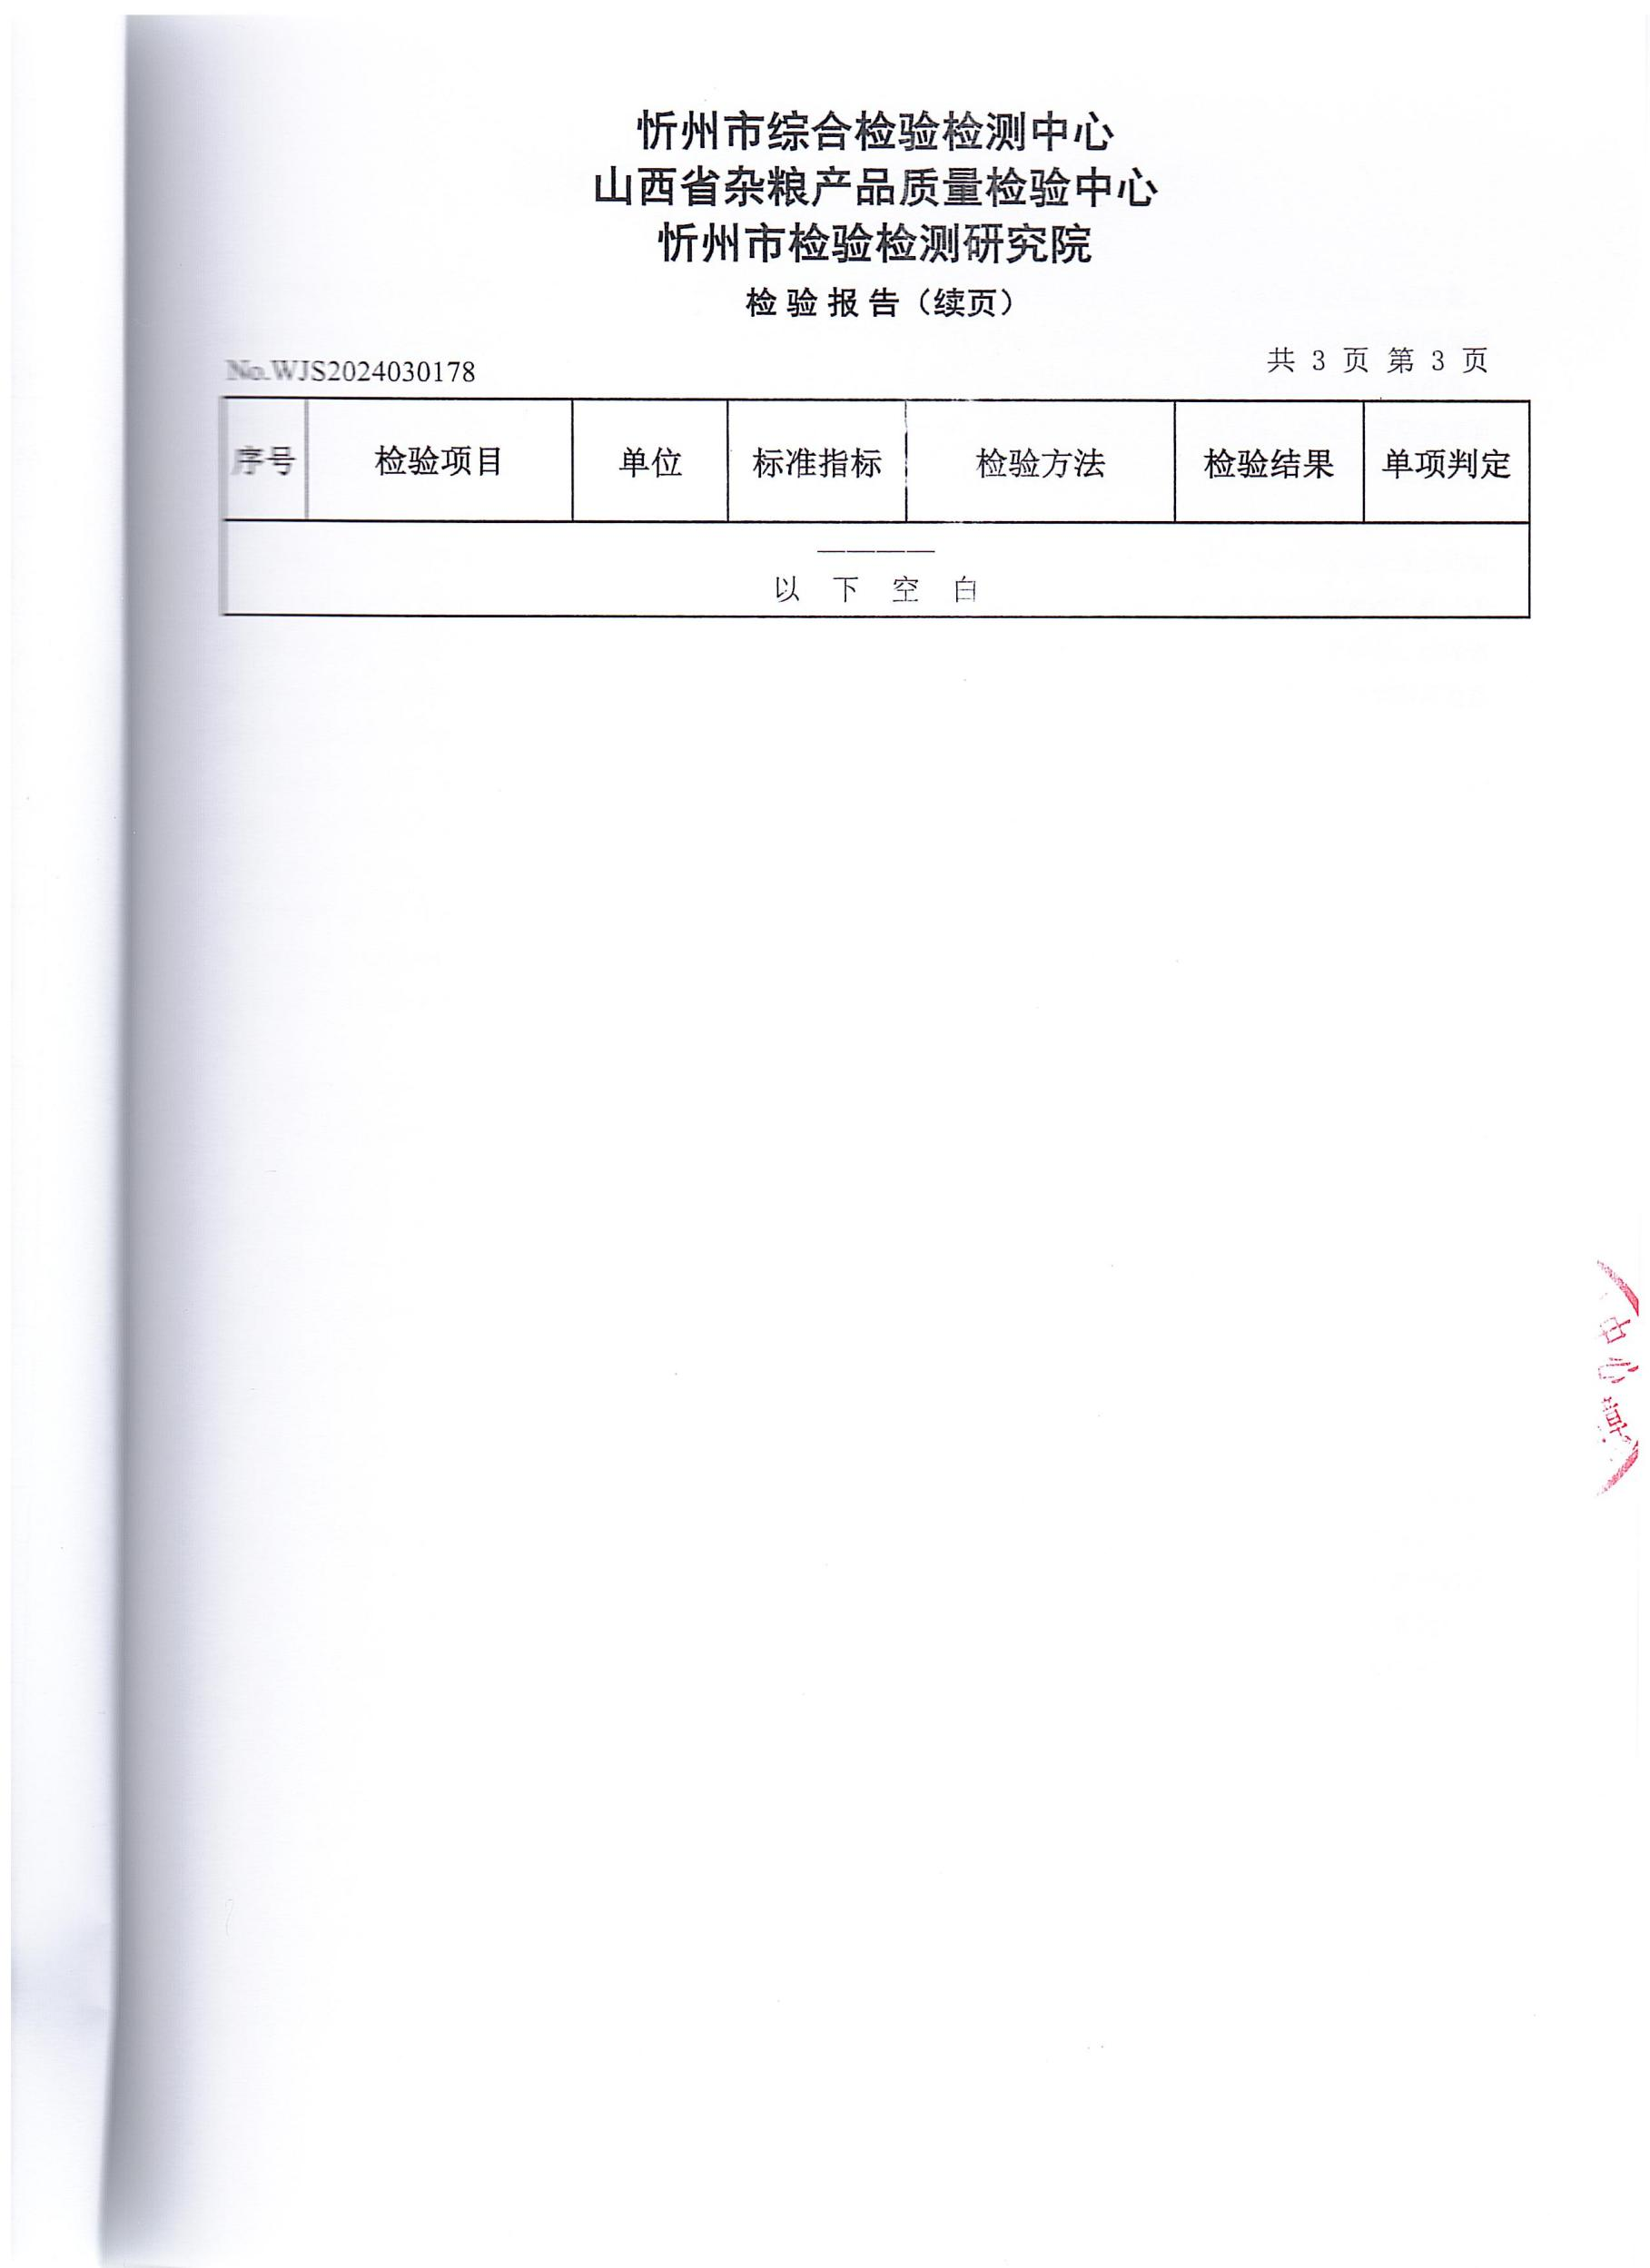 忻州市综合检验检测中心
山西省杂粮产品质量检验中心
忻州市检验检测研究院
检验报告（续页）
No.WJS2024030178
共 3 页 第 3 页
序号 检验项目 单位 标准指标 检验方法 检验结果 单项判定
————
以下空白
中心
章